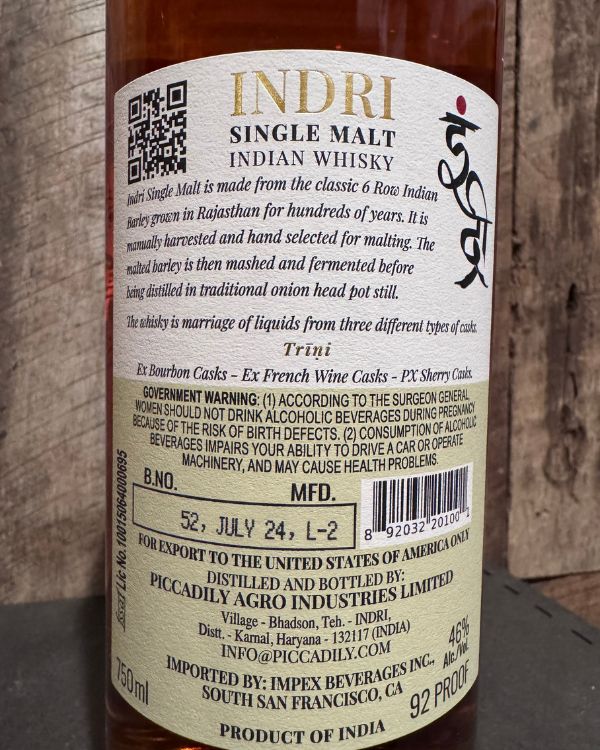 INDRI
SINGLE MALT
INDIAN WHISKY
Indri Single Malt is made from the classic 6 Row Indian
Barley grown in Rajasthan for hundreds of years. It is
manually harvested and hand selected for malting. The
malted barley is then mashed and fermented before
being distilled in traditional onion head pot still.
The whisky is marriage of liquids from three different types of casks.
Trīṇi
Ex Bourbon Casks - Ex French Wine Casks - PX Sherry Casks.
GOVERNMENT WARNING: (1) ACCORDING TO THE SURGEON GENERAL,
WOMEN SHOULD NOT DRINK ALCOHOLIC BEVERAGES DURING PREGNANCY
BECAUSE OF THE RISK OF BIRTH DEFECTS. (2) CONSUMPTION OF ALCOHOLIC
BEVERAGES IMPAIRS YOUR ABILITY TO DRIVE A CAR OR OPERATE
MACHINERY, AND MAY CAUSE HEALTH PROBLEMS.
B.NO. MFD.
52, JULY 24, L-2
8 92032 20100 1
Lic No. 10015064000695
FOR EXPORT TO THE UNITED STATES OF AMERICA ONLY
DISTILLED AND BOTTLED BY:
PICCADILY AGRO INDUSTRIES LIMITED
Village - Bhadson, Teh. - INDRI,
Distt. - Karnal, Haryana - 132117 (INDIA)
INFO@PICCADILY.COM
IMPORTED BY: IMPEX BEVERAGES INC.,
SOUTH SAN FRANCISCO, CA
750ml
46%
Alc./Vol.
92 PROOF
PRODUCT OF INDIA